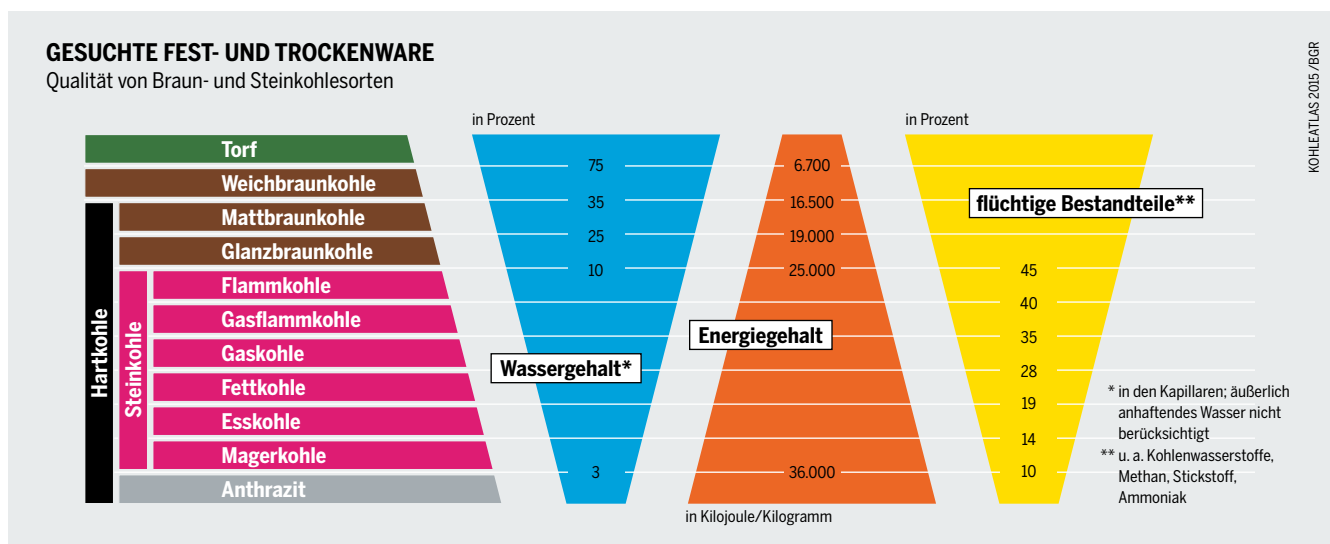 GESUCHTE FEST- UND TROCKENWARE
Qualität von Braun- und Steinkohlesorten
KOHLEATLAS 2015 / BGR
in Prozent
in Prozent
Hartkohle
Steinkohle
Torf
Weichbraunkohle
Mattbraunkohle
Glanzbraunkohle
Flammkohle
Gasflammkohle
Gaskohle
Fettkohle
Esskohle
Magerkohle
Anthrazit
75
35
25
10
Wassergehalt*
3
6.700
16.500
19.000
25.000
Energiegehalt
36.000
in Kilojoule/Kilogramm
flüchtige Bestandteile**
45
40
35
28
19
14
10
* in den Kapillaren; äußerlich
anhaftendes Wasser nicht
berücksichtigt
** u. a. Kohlenwasserstoffe,
Methan, Stickstoff,
Ammoniak